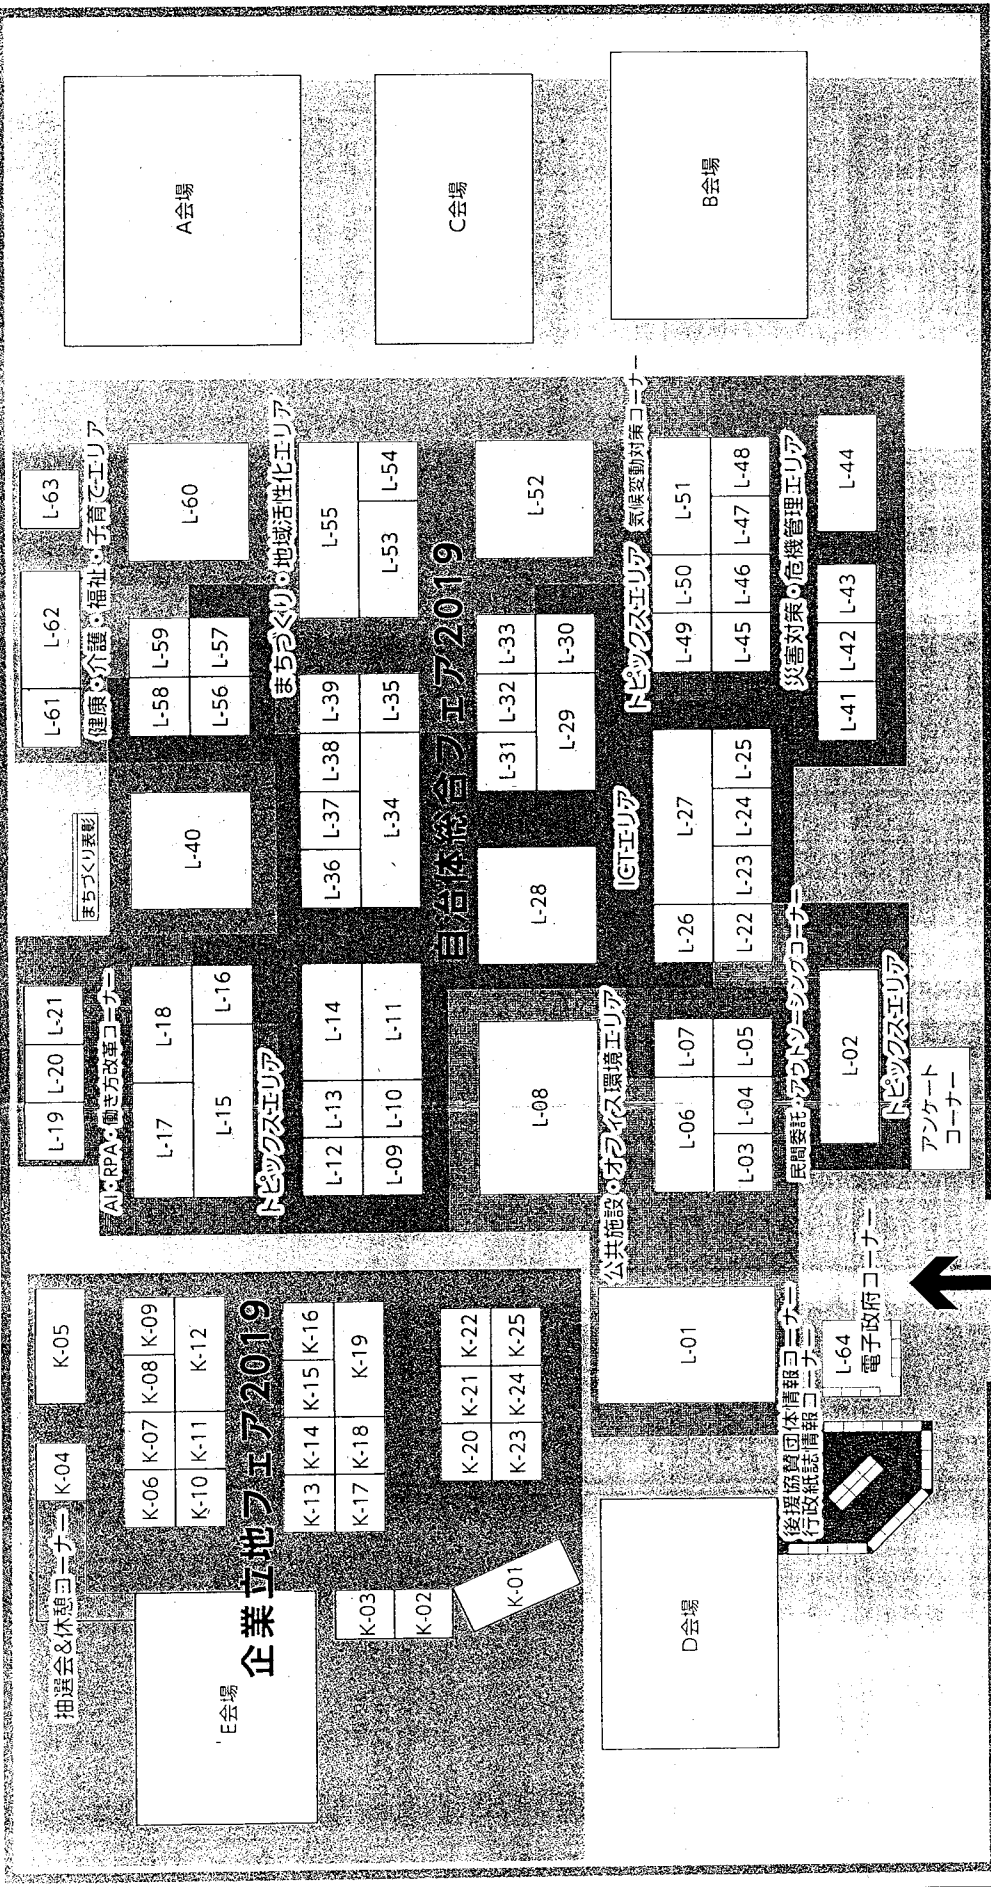 抽選会&休憩コーナー
K-04
K-05
K-06
K-07
K-08
K-09
K-10
K-11
K-12
企業立地フェア2019
E会場
K-13
K-14
K-15
K-16
K-17
K-18
K-19
K-03
K-02
K-01
K-20
K-21
K-22
K-23
K-24
K-25
D会場
L-01
後援協賛団体情報コーナー
行政紙誌情報コーナー
L-64
電子政府コーナー
L-19
L-20
L-21
AI・RPA・働き方改革コーナー
L-17
L-18
L-15
L-16
トピックスエリア
L-12
L-13
L-14
L-09
L-10
L-11
L-08
公共施設・オフィス環境エリア
L-06
L-07
L-03
L-04
L-05
民間委託・アウトソーシングコーナー
L-02
トピックスエリア
アンケート
コーナー
まちづくり表彰
L-40
L-36
L-37
L-38
L-39
L-34
L-35
自治体総合フェア2019
L-28
L-31
L-32
L-33
L-29
L-30
ICTエリア
L-26
L-27
L-22
L-23
L-24
L-25
L-61
L-62
L-63
健康・介護・福祉・子育てエリア
L-58
L-59
L-56
L-57
L-60
まちづくり・地域活性化エリア
L-55
L-53
L-54
L-52
トピックスエリア
気候変動対策コーナー
L-49
L-50
L-51
L-45
L-46
L-47
L-48
災害対策・危機管理エリア
L-41
L-42
L-43
L-44
A会場
C会場
B会場